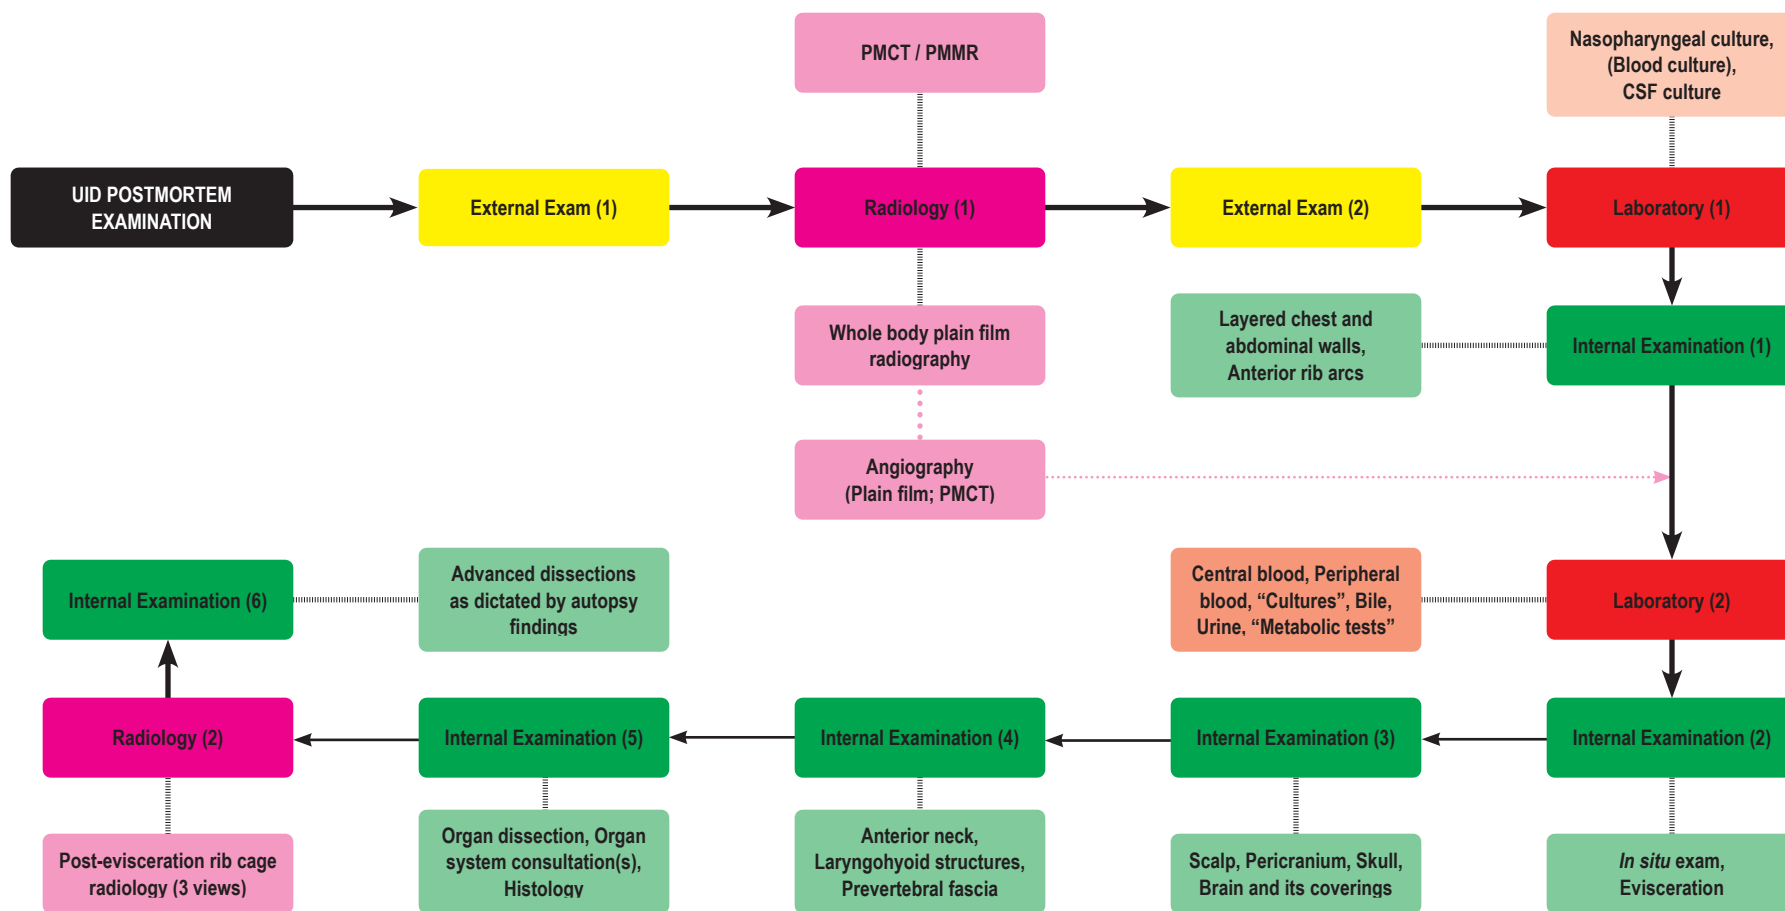 PMCT / PMMR
Nasopharyngeal culture,
(Blood culture),
CSF culture
UID POSTMORTEM
EXAMINATION
External Exam (1)
Radiology (1)
External Exam (2)
Laboratory (1)
Whole body plain film
radiography
Layered chest and
abdominal walls,
Anterior rib arcs
Internal Examination (1)
Angiography
(Plain film; PMCT)
Internal Examination (6)
Advanced dissections
as dictated by autopsy
findings
Central blood, Peripheral
blood, “Cultures”, Bile,
Urine, “Metabolic tests”
Laboratory (2)
Radiology (2)
Internal Examination (5)
Internal Examination (4)
Internal Examination (3)
Internal Examination (2)
Post-evisceration rib cage
radiology (3 views)
Organ dissection, Organ
system consultation(s),
Histology
Anterior neck,
Laryngohyoid structures,
Prevertebral fascia
Scalp, Pericranium, Skull,
Brain and its coverings
In situ exam,
Evisceration